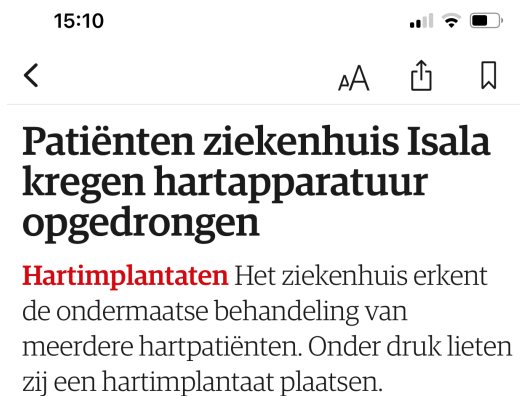 15:10
AA
Patiënten ziekenhuis Isala
kregen hartapparatuur
opgedrongen
Hartimplantaten Het ziekenhuis erkent
de ondermaatse behandeling van
meerdere hartpatiënten. Onder druk lieten
zij een hartimplantaat plaatsen.